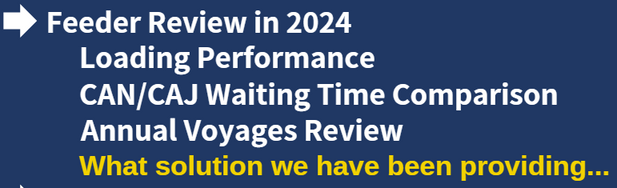 Feeder Review in 2024
Loading Performance
CAN/CAJ Waiting Time Comparison
Annual Voyages Review
What solution we have been providing...